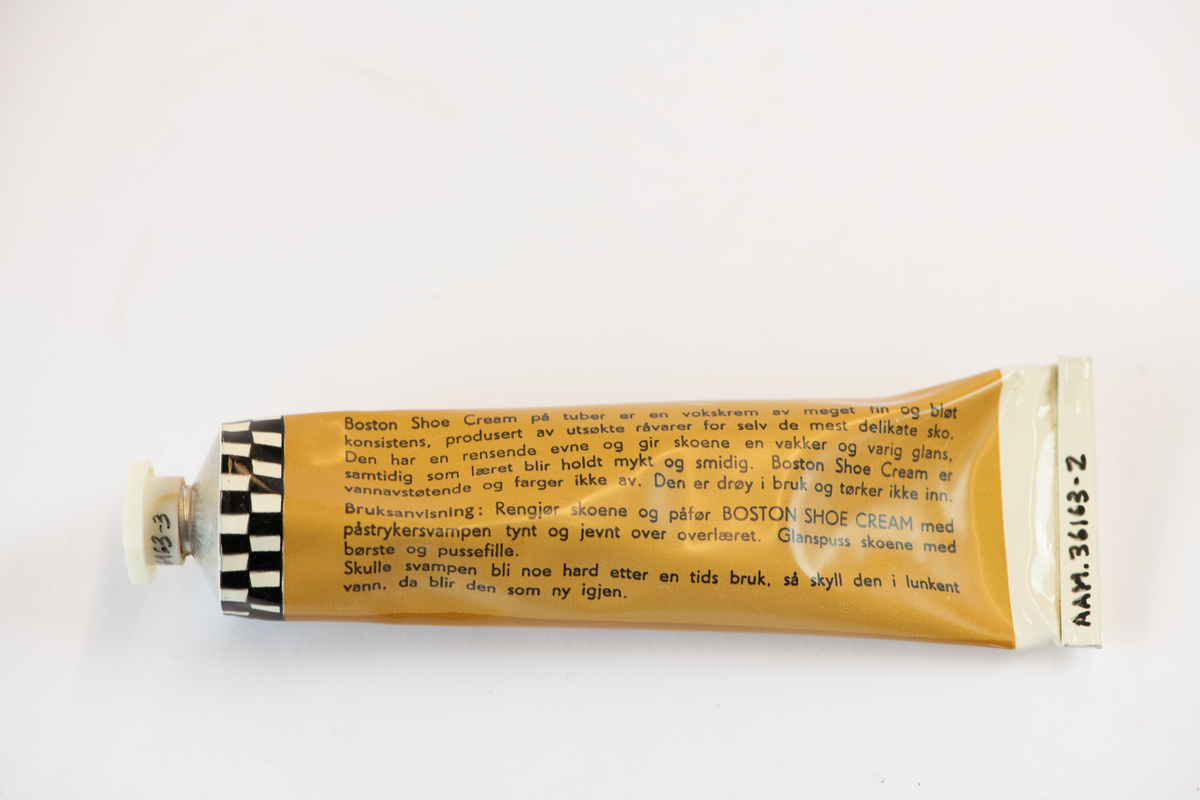 Boston Shoe Cream på tuber er en vokskrem av meget fin og bløt
konsistens, produsert av utsøkte råvarer for selv de mest delikate sko.
Den har en rensende evne og gir skoene en vakker og varig glans,
samtidig som læret blir holdt mykt og smidig. Boston Shoe Cream er
vannavstøtende og farger ikke av. Den er drøy i bruk og tørker ikke inn.
Bruksanvisning: Rengjør skoene og påfør BOSTON SHOE CREAM med
påstrykersvampen tynt og jevnt over overlæret. Glanspuss skoene med
børste og pussefille.
Skulle svampen bli noe hard etter en tids bruk, så skyll den i lunkent
vann, da blir den som ny igjen.
163-3
AAM.36163-2